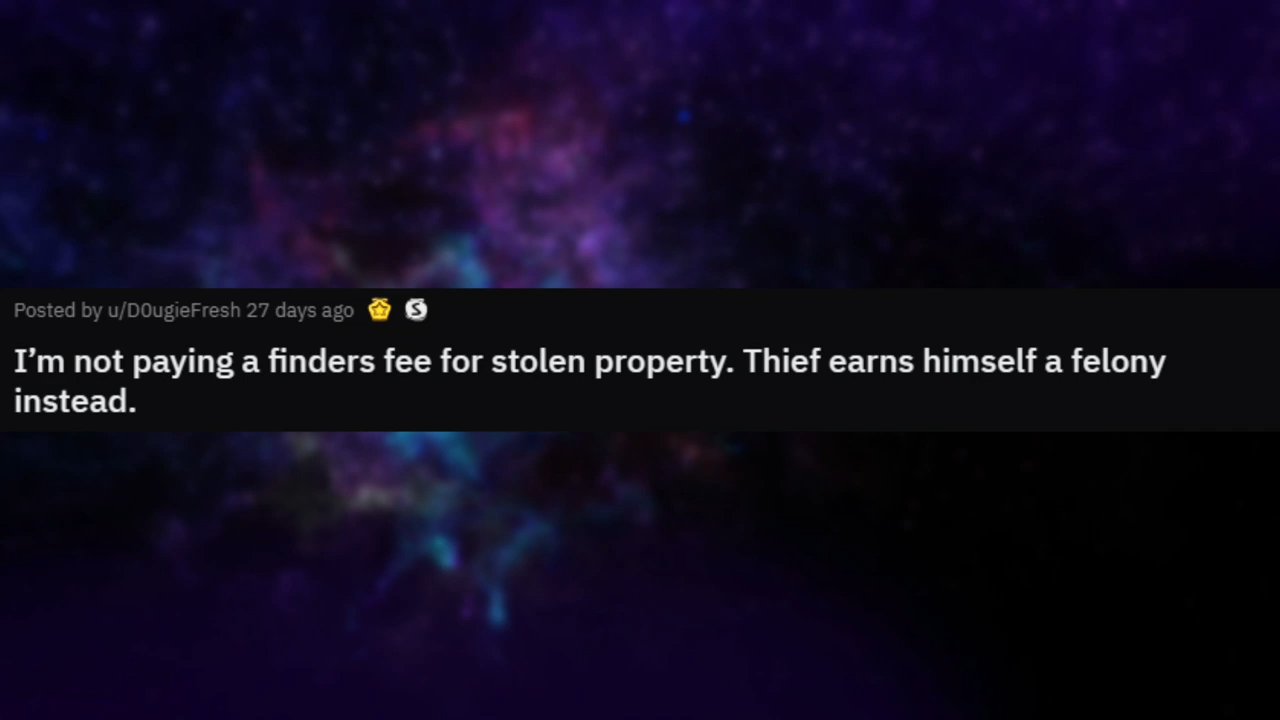 Posted by u/D0ugieFresh 27 days ago
I’m not paying a finders fee for stolen property. Thief earns himself a felony
instead.